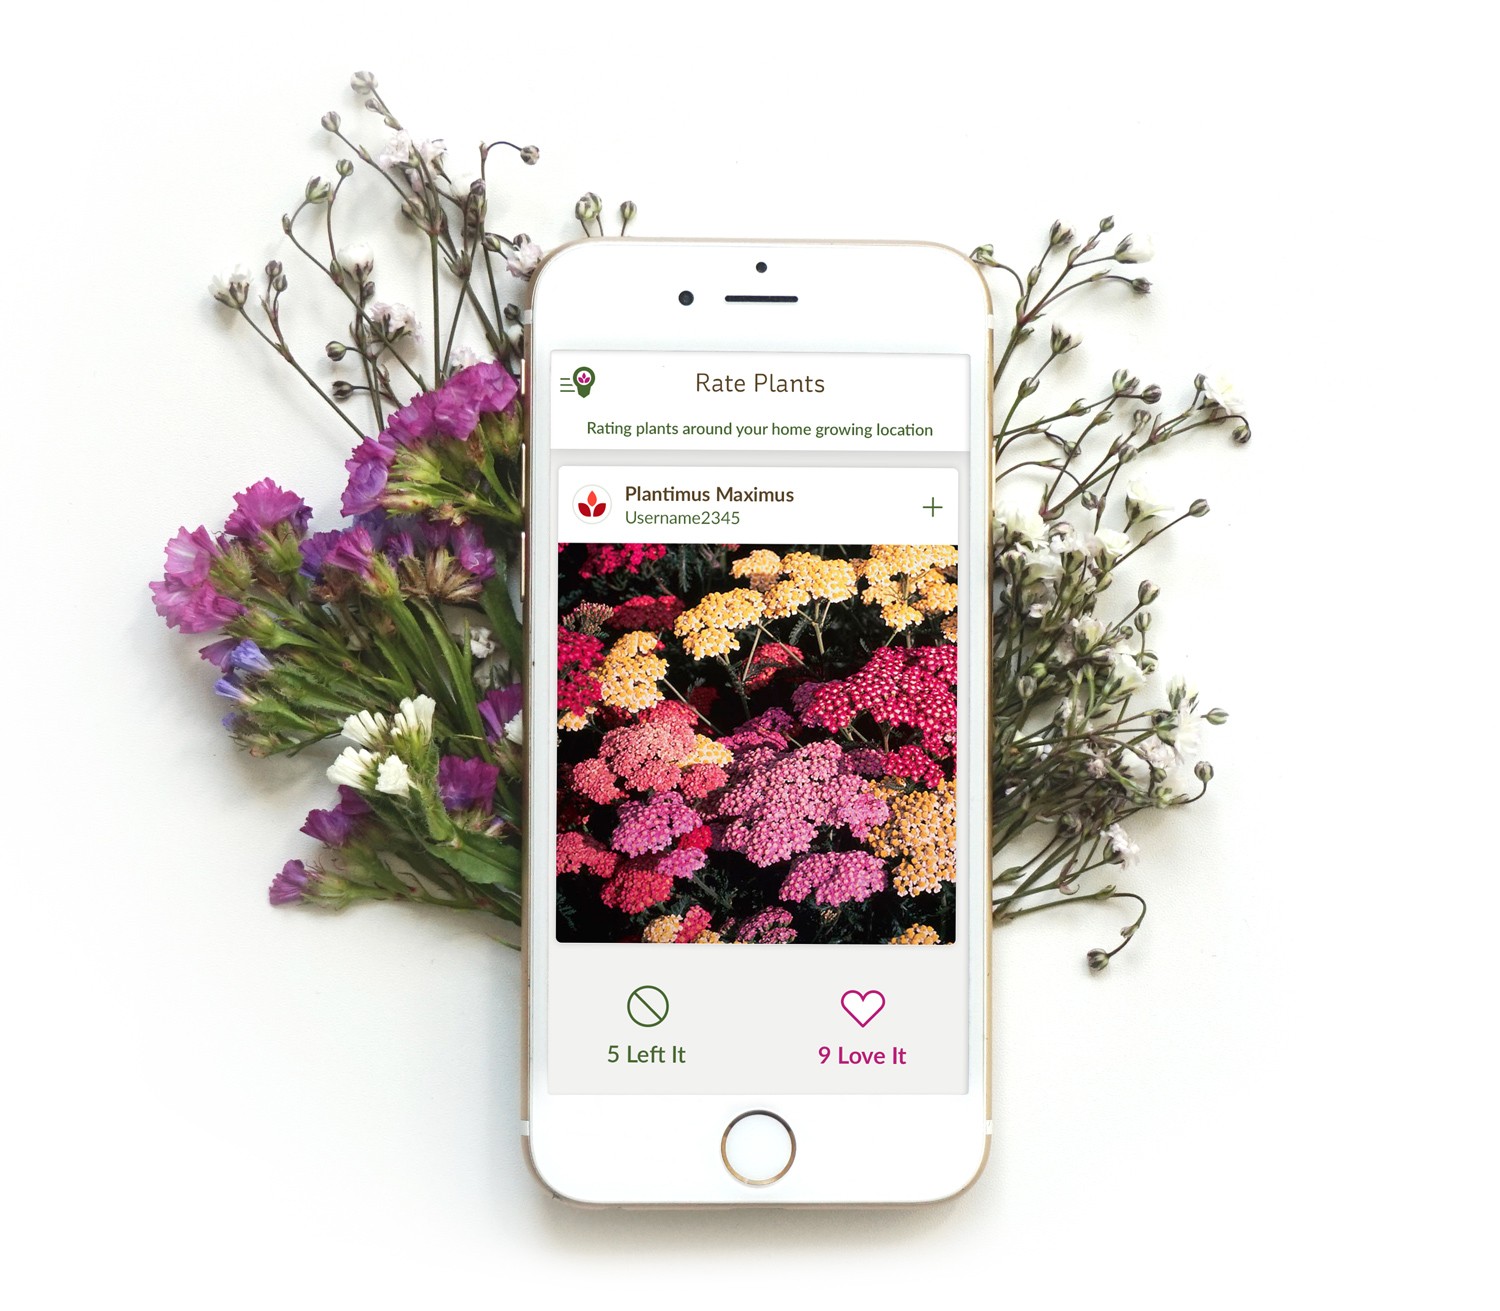 Rate Plants
Rating plants around your home growing location
Plantimus Maximus
Username2345
5 Left It
9 Love It